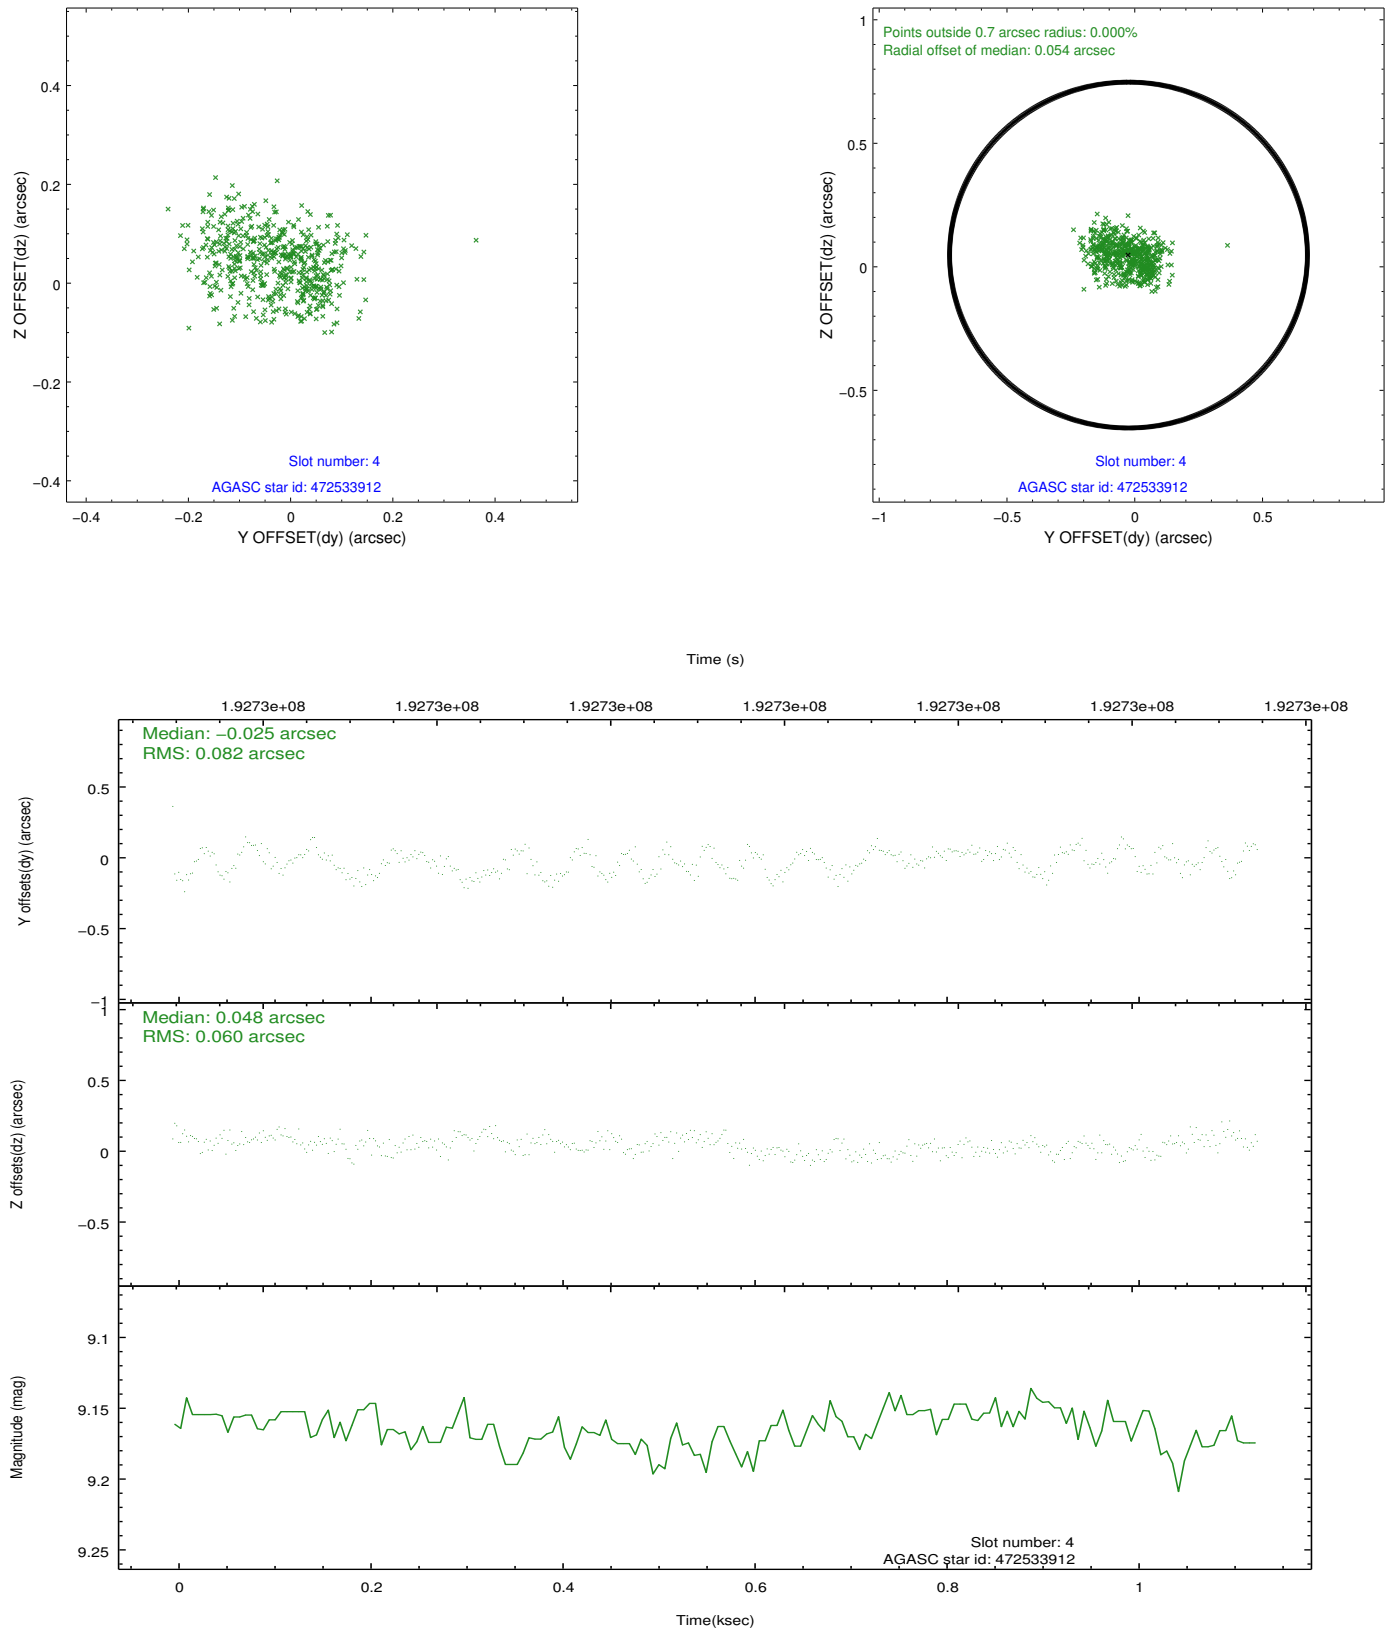 0.4
0.2
0
−0.2
−0.4
Z OFFSET(dz) (arcsec)
Slot number: 4
AGASC star id: 472533912
−0.4
−0.2
0
0.2
0.4
Y OFFSET(dy) (arcsec)
1
0.5
0
−0.5
Z OFFSET(dz) (arcsec)
Points outside 0.7 arcsec radius: 0.000%
Radial offset of median: 0.054 arcsec
Slot number: 4
AGASC star id: 472533912
−1
−0.5
0
0.5
Y OFFSET(dy) (arcsec)
Time (s)
1.9273e+08 1.9273e+08 1.9273e+08 1.9273e+08 1.9273e+08 1.9273e+08 1.9273e+08
Median: −0.025 arcsec
RMS: 0.082 arcsec
0.5
0
−0.5
−1
Y offsets(dy) (arcsec)
Median: 0.048 arcsec
RMS: 0.060 arcsec
1
0.5
0
−0.5
Z offsets(dz) (arcsec)
9.1
9.15
9.2
9.25
Magnitude (mag)
Slot number: 4
AGASC star id: 472533912
0 0.2 0.4 0.6 0.8 1
Time(ksec)